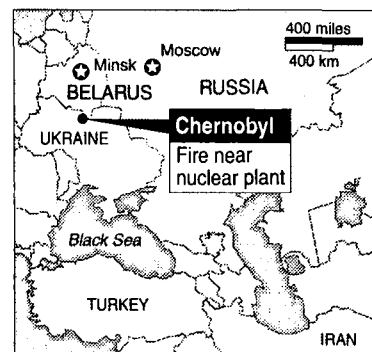 400 miles
400 km
Moscow
Minsk
BELARUS
RUSSIA
Chernobyl
UKRAINE
Fire near
nuclear plant
Black Sea
TURKEY
IRAN